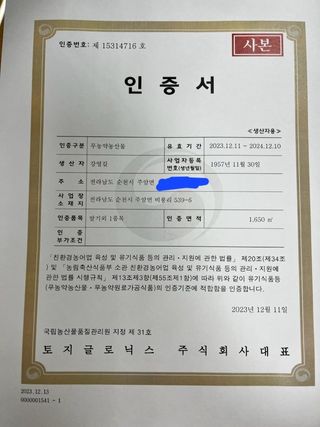 인증번호: 제 15314716 호
사본
인 증 서
<생산자용>
인증구분 무농약농산물 유 효 기 간 2023.12.11 ~ 2024.12.10
생 산 자 강영길 사업자등록번호(생년월일) 1957년 11월 30일
주 소 전라남도 순천시 주암면
사 업 장 소 재 지 전라남도 순천시 주암면 비룡리 539-6
인증품목 딸기외 1품목 인 증 면 적 1,650 ㎡
인 증 부가조건
「친환경농어업 육성 및 유기식품 등의 관리·지원에 관한 법률」 제20조(제34조) 및 「농림축산식품부 소관 친환경농어업 육성 및 유기식품 등의 관리·지원에 관한 법률 시행규칙」 제13조제3항(제55조제1항)에 따라 위와 같이 유기식품등(무농약농산물·무농약원료가공식품)의 인증기준에 적합함을 인증합니다.
2023년 12월 11일
국립농산물품질관리원 지정 제 31호
토 지 글 로 닉 스 주 식 회 사 대 표
2023.12.13
0000001541 - 1